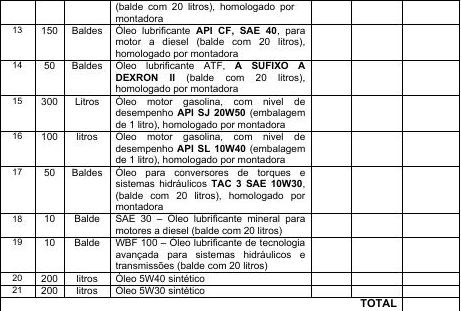 (balde com 20 litros), homologado por
montadora
13 150 Baldes Óleo lubrificante API CF, SAE 40, para
motor a diesel (balde com 20 litros),
homologado por montadora
14 50 Baldes Óleo lubrificante ATF, A SUFIXO A
DEXRON II (balde com 20 litros),
homologado por montadora
15 300 Litros Óleo motor gasolina, com nivel de
desempenho API SJ 20W50 (embalagem
de 1 litro), homologado por montadora
16 100 litros Óleo motor gasolina, com nivel de
desempenho API SL 10W40 (embalagem
de 1 litro), homologado por montadora
17 50 Baldes Óleo para conversores de torques e
sistemas hidráulicos TAC 3 SAE 10W30,
(balde com 20 litros), homologado por
montadora
18 10 Balde SAE 30 – Óleo lubrificante mineral para
motores a diesel (balde com 20 litros)
19 10 Balde WBF 100 – Óleo lubrificante de tecnologia
avançada para sistemas hidráulicos e
transmissões (balde com 20 litros)
20 200 litros Óleo 5W40 sintético
21 200 litros Óleo 5W30 sintético
TOTAL